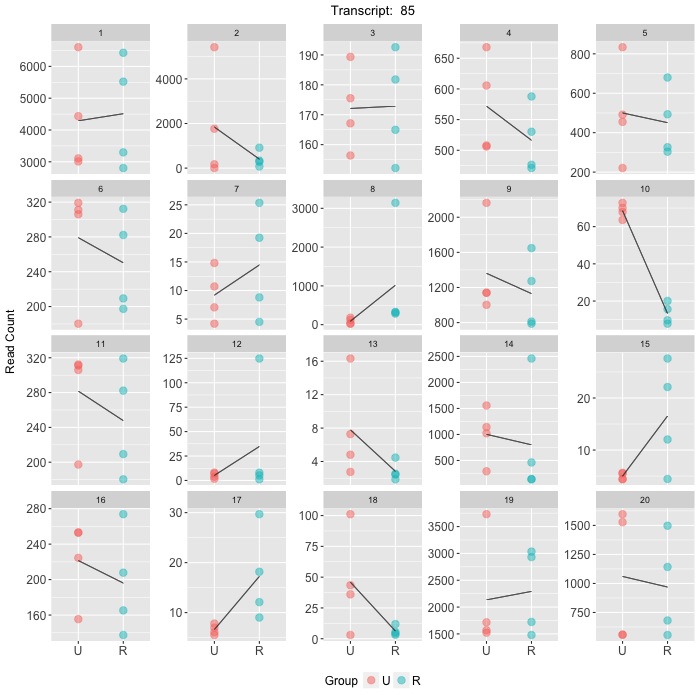 Transcript: 85
1 2 3 4 5
6000 5000 4000 3000
4000 2000 0
190 180 170 160
650 600 550 500
800 600 400 200
6 7 8 9 10
320 280 240 200
25 20 15 10 5
3000 2000 1000 0
2000 1600 1200 800
60 40 20
Read Count
11 12 13 14 15
320 280 240 200
125 100 75 50 25 0
16 12 8 4
2500 2000 1500 1000 500
20 10
16 17 18 19 20
280 240 200 160
30 20 10
100 75 50 25 0
3500 3000 2500 2000 1500
1500 1250 1000 750
U R U R U R U R U R
Group U R